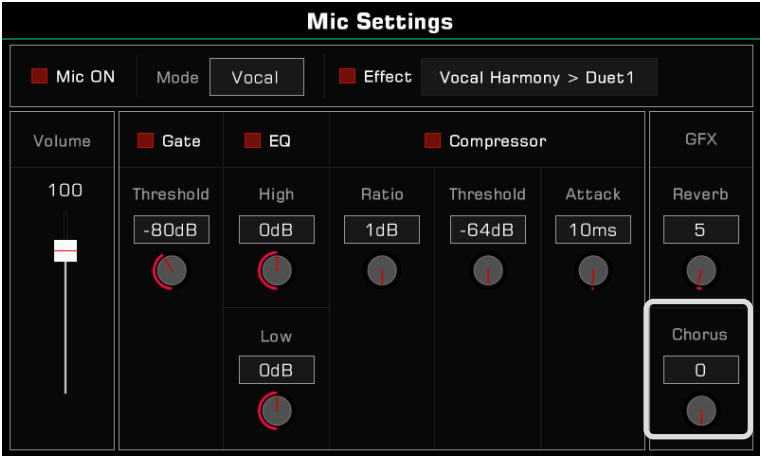 Mic Settings
Mic ON Mode Vocal Effect Vocal Harmony > Duet1
Volume Gate EQ Compressor GFX
100 Threshold High Ratio Threshold Attack Reverb
-80dB 0dB 1dB -64dB 10ms 5
Low Chorus
0dB 0